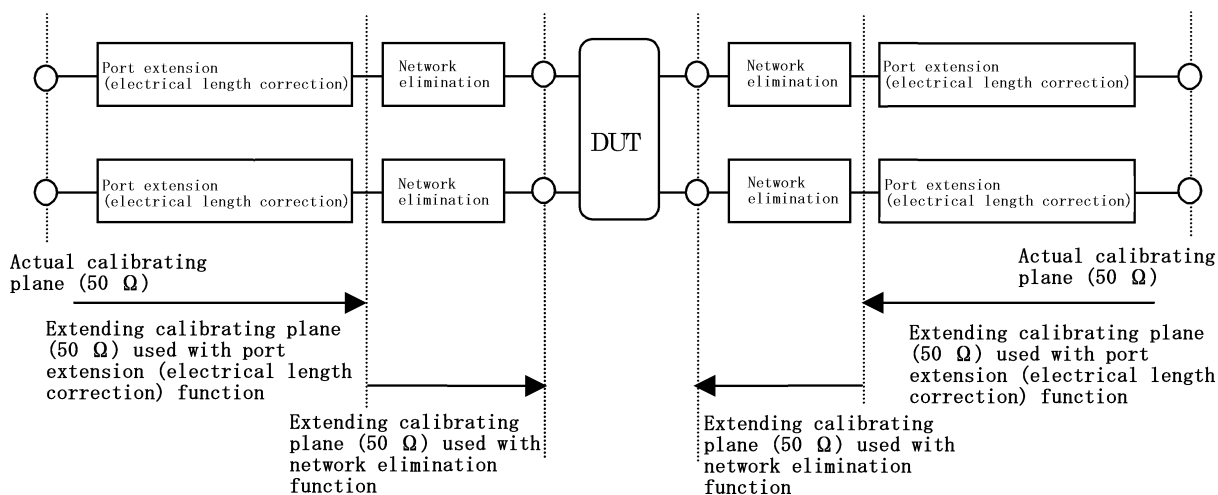 Port extension
(electrical length correction)
Network
elimination
DUT
Network
elimination
Port extension
(electrical length correction)
Port extension
(electrical length correction)
Network
elimination
Network
elimination
Port extension
(electrical length correction)
Actual calibrating
plane (50 Ω)
Actual calibrating
plane (50 Ω)
Extending calibrating plane
(50 Ω) used with port
extension (electrical length
correction) function
Extending calibrating plane
(50 Ω) used with port
extension (electrical length
correction) function
Extending calibrating
plane (50 Ω) used with
network elimination
function
Extending calibrating
plane (50 Ω) used with
network elimination
function